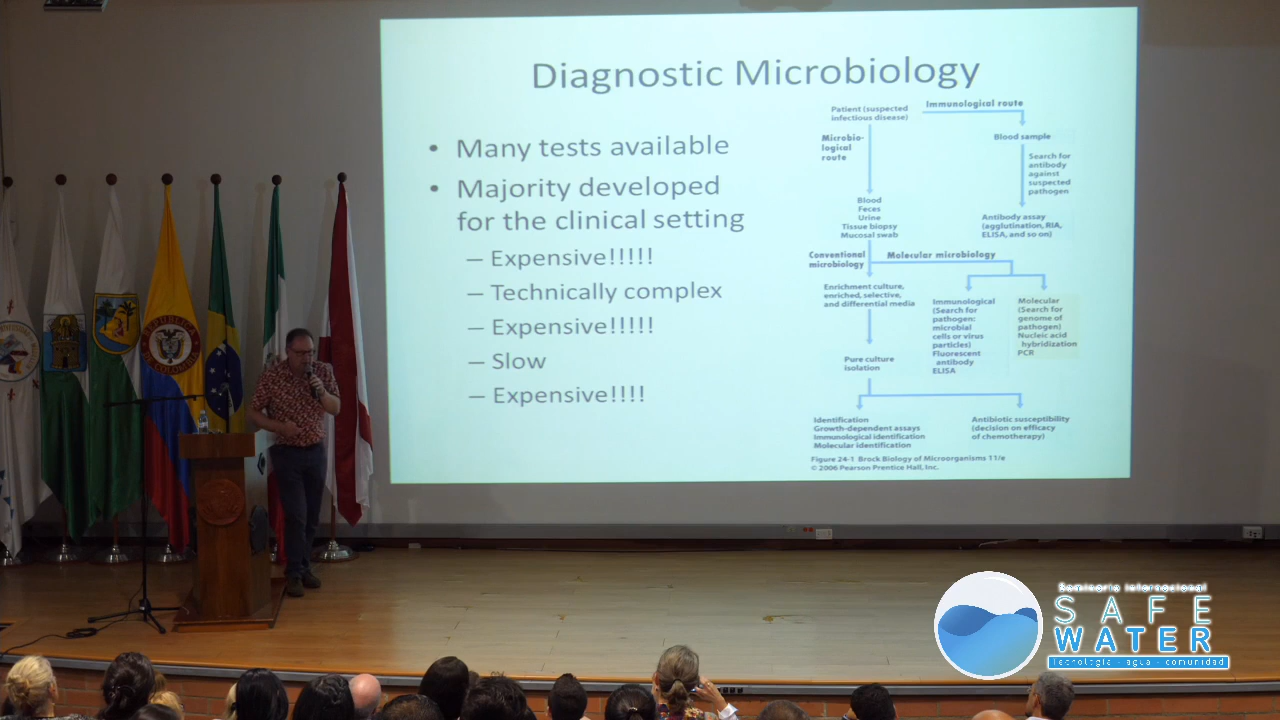 Diagnostic Microbiology
• Many tests available
• Majority developed
for the clinical setting
– Expensive!!!!!
– Technically complex
– Expensive!!!!!
– Slow
– Expensive!!!!
Patient (suspected
infectious disease)
Immunological route
Microbio-
logical
route
Blood sample
Search for
antibody
against
suspected
pathogen
Blood
Feces
Urine
Tissue biopsy
Mucosal swab
Antibody assay
(agglutination, RIA,
ELISA, and so on)
Conventional
microbiology
Molecular microbiology
Enrichment culture,
enriched, selective,
and differential media
Immunological
(Search for
pathogen:
microbial
cells or virus
particles)
Fluorescent
antibody
ELISA
Molecular
(Search for
genome of
pathogen)
Nucleic acid
hybridization
PCR
Pure culture
isolation
Identification
Growth-dependent assays
Immunological identification
Molecular identification
Antibiotic susceptibility
(decision on efficacy
of chemotherapy)
Figure 24-1 Brock Biology of Microorganisms 11/e
© 2006 Pearson Prentice Hall, Inc.
Seminario internacional
SAFE
WATER
Tecnología - agua - comunidad